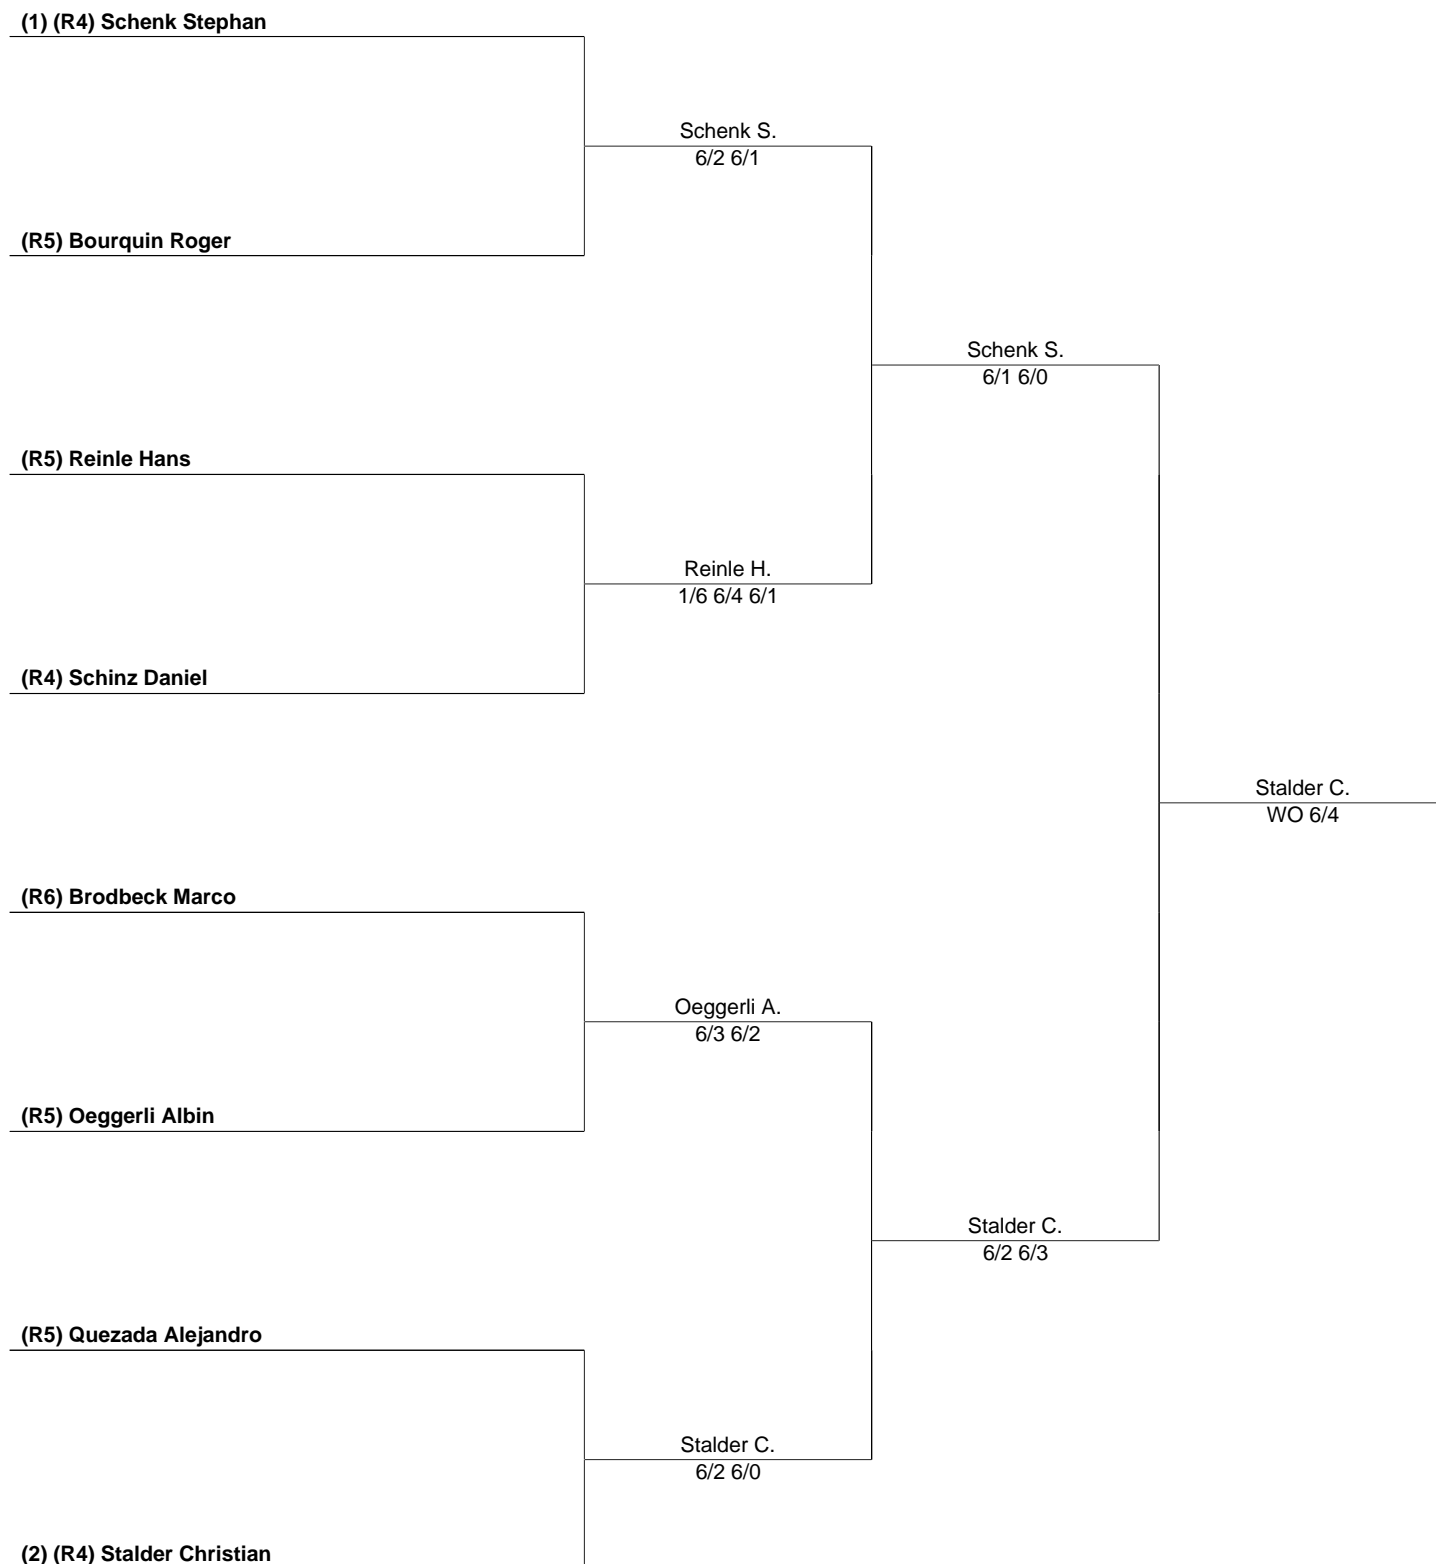 (1) (R4) Schenk Stephan
Schenk S.
6/2 6/1
(R5) Bourquin Roger
Schenk S.
6/1 6/0
(R5) Reinle Hans
Reinle H.
1/6 6/4 6/1
(R4) Schinz Daniel
Stalder C.
WO 6/4
(R6) Brodbeck Marco
Oeggerli A.
6/3 6/2
(R5) Oeggerli Albin
Stalder C.
6/2 6/3
(R5) Quezada Alejandro
Stalder C.
6/2 6/0
(2) (R4) Stalder Christian